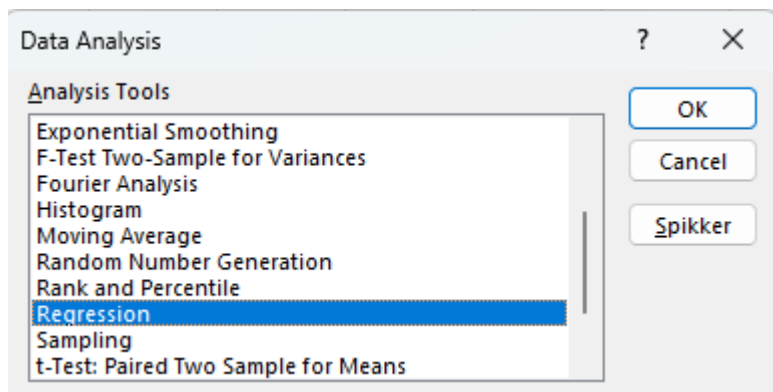 Data Analysis ? ×
Analysis Tools
Exponential Smoothing
F-Test Two-Sample for Variances
Fourier Analysis
Histogram
Moving Average
Random Number Generation
Rank and Percentile
Regression
Sampling
t-Test: Paired Two Sample for Means
OK
Cancel
Spikker